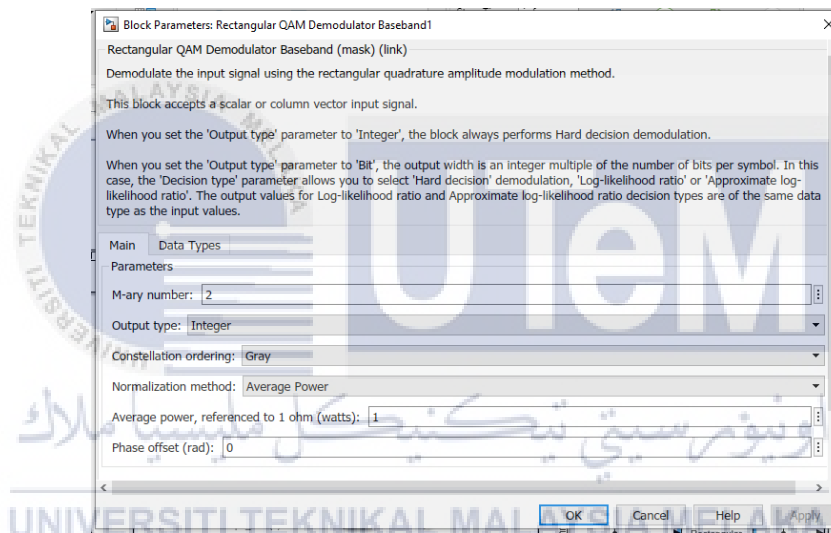 Block Parameters: Rectangular QAM Demodulator Baseband1
Rectangular QAM Demodulator Baseband (mask) (link)
Demodulate the input signal using the rectangular quadrature amplitude modulation method.
This block accepts a scalar or column vector input signal.
When you set the 'Output type' parameter to 'Integer', the block always performs Hard decision demodulation.
When you set the 'Output type' parameter to 'Bit', the output width is an integer multiple of the number of bits per symbol. In this
case, the 'Decision type' parameter allows you to select 'Hard decision' demodulation, 'Log-likelihood ratio' or 'Approximate log-
likelihood ratio'. The output values for Log-likelihood ratio and Approximate log-likelihood ratio decision types are of the same data
type as the input values.
Main Data Types
Parameters
M-ary number: 2
Output type: Integer
Constellation ordering: Gray
Normalization method: Average Power
Average power, referenced to 1 ohm (watts): 1
Phase offset (rad): 0
OK Cancel Help Apply
UNIVERSITI TEKNIKAL MALAYSIA
UTeM
اونيۏرسيتي تيكنيكل مليسيا ملاك
UNIVERSITI TEKNIKAL MALAYSIA MELAKA